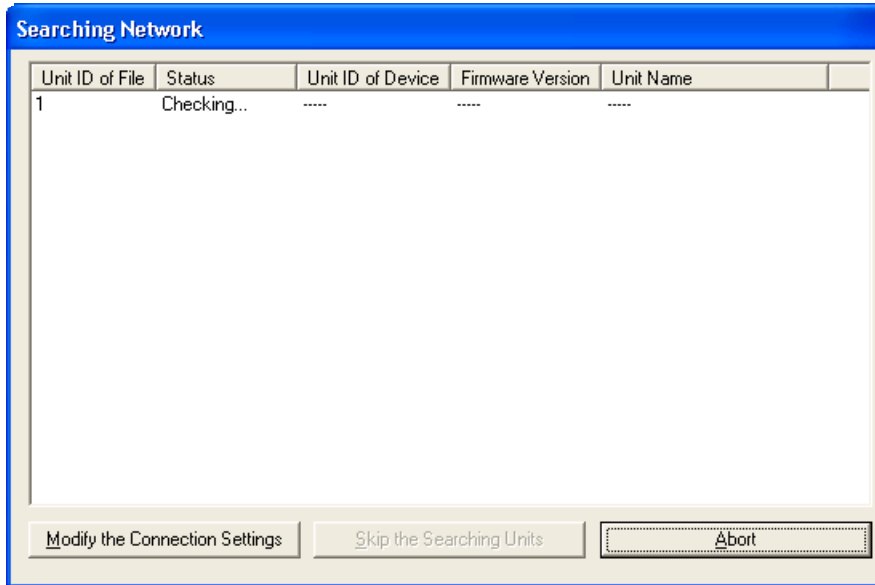 Searching Network
Unit ID of File Status Unit ID of Device Firmware Version Unit Name
1 Checking... ----- ----- -----
Modify the Connection Settings Skip the Searching Units Abort